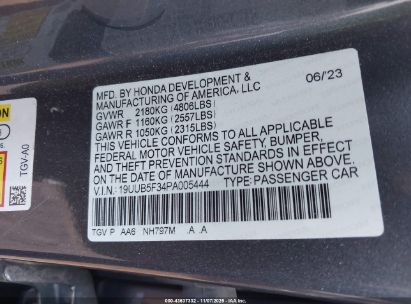 MFD. BY HONDA DEVELOPMENT & 06/23
MANUFACTURING OF AMERICA, LLC
GVWR 2180KG (4806LBS)
GAWR F 1160KG (2557LBS)
GAWR R 1050KG (2315LBS)
THIS VEHICLE CONFORMS TO ALL APPLICABLE
FEDERAL MOTOR VEHICLE SAFETY, BUMPER,
AND THEFT PREVENTION STANDARDS IN EFFECT
ON THE DATE OF MANUFACTURE SHOWN ABOVE.
V.I.N.: 19UUB5F34PA005444 TYPE:PASSENGER CAR
TGV P AA6 NH797M .A .A
TGV-A0